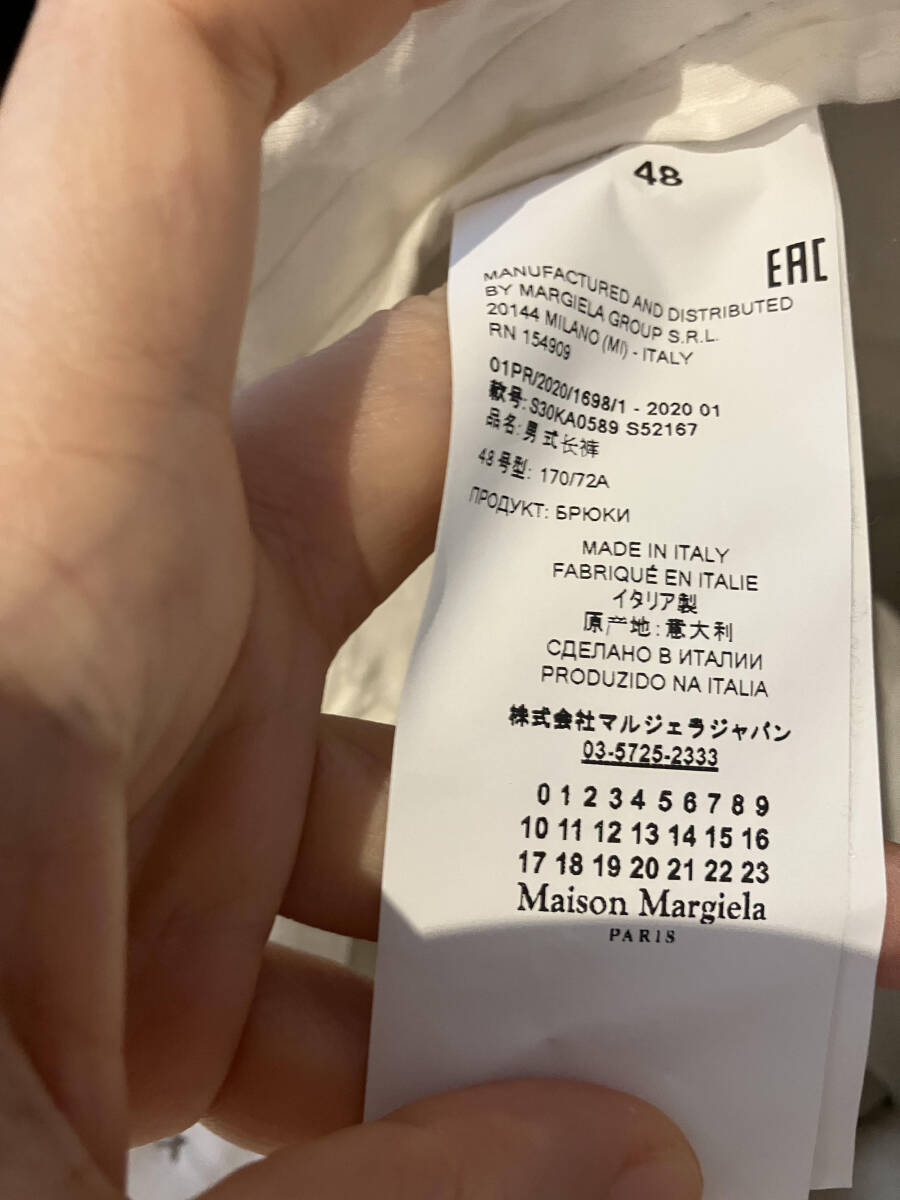 48
EAC
MANUFACTURED AND DISTRIBUTED
BY MARGIELA GROUP S.R.L.
20144 MILANO (MI) - ITALY
RN 154909
01PR/2020/1698/1 - 2020 01
款号: S30KA0589 S52167
品名: 男式长裤
48 号型: 170/72A
ПРОДУКТ: БРЮКИ
MADE IN ITALY
FABRIQUÉ EN ITALIE
イタリア製
原产地: 意大利
СДЕЛАНО В ИТАЛИИ
PRODUZIDO NA ITALIA
株式会社マルジェラジャパン
03-5725-2333
0 1 2 3 4 5 6 7 8 9
10 11 12 13 14 15 16
17 18 19 20 21 22 23
Maison Margiela
PARIS